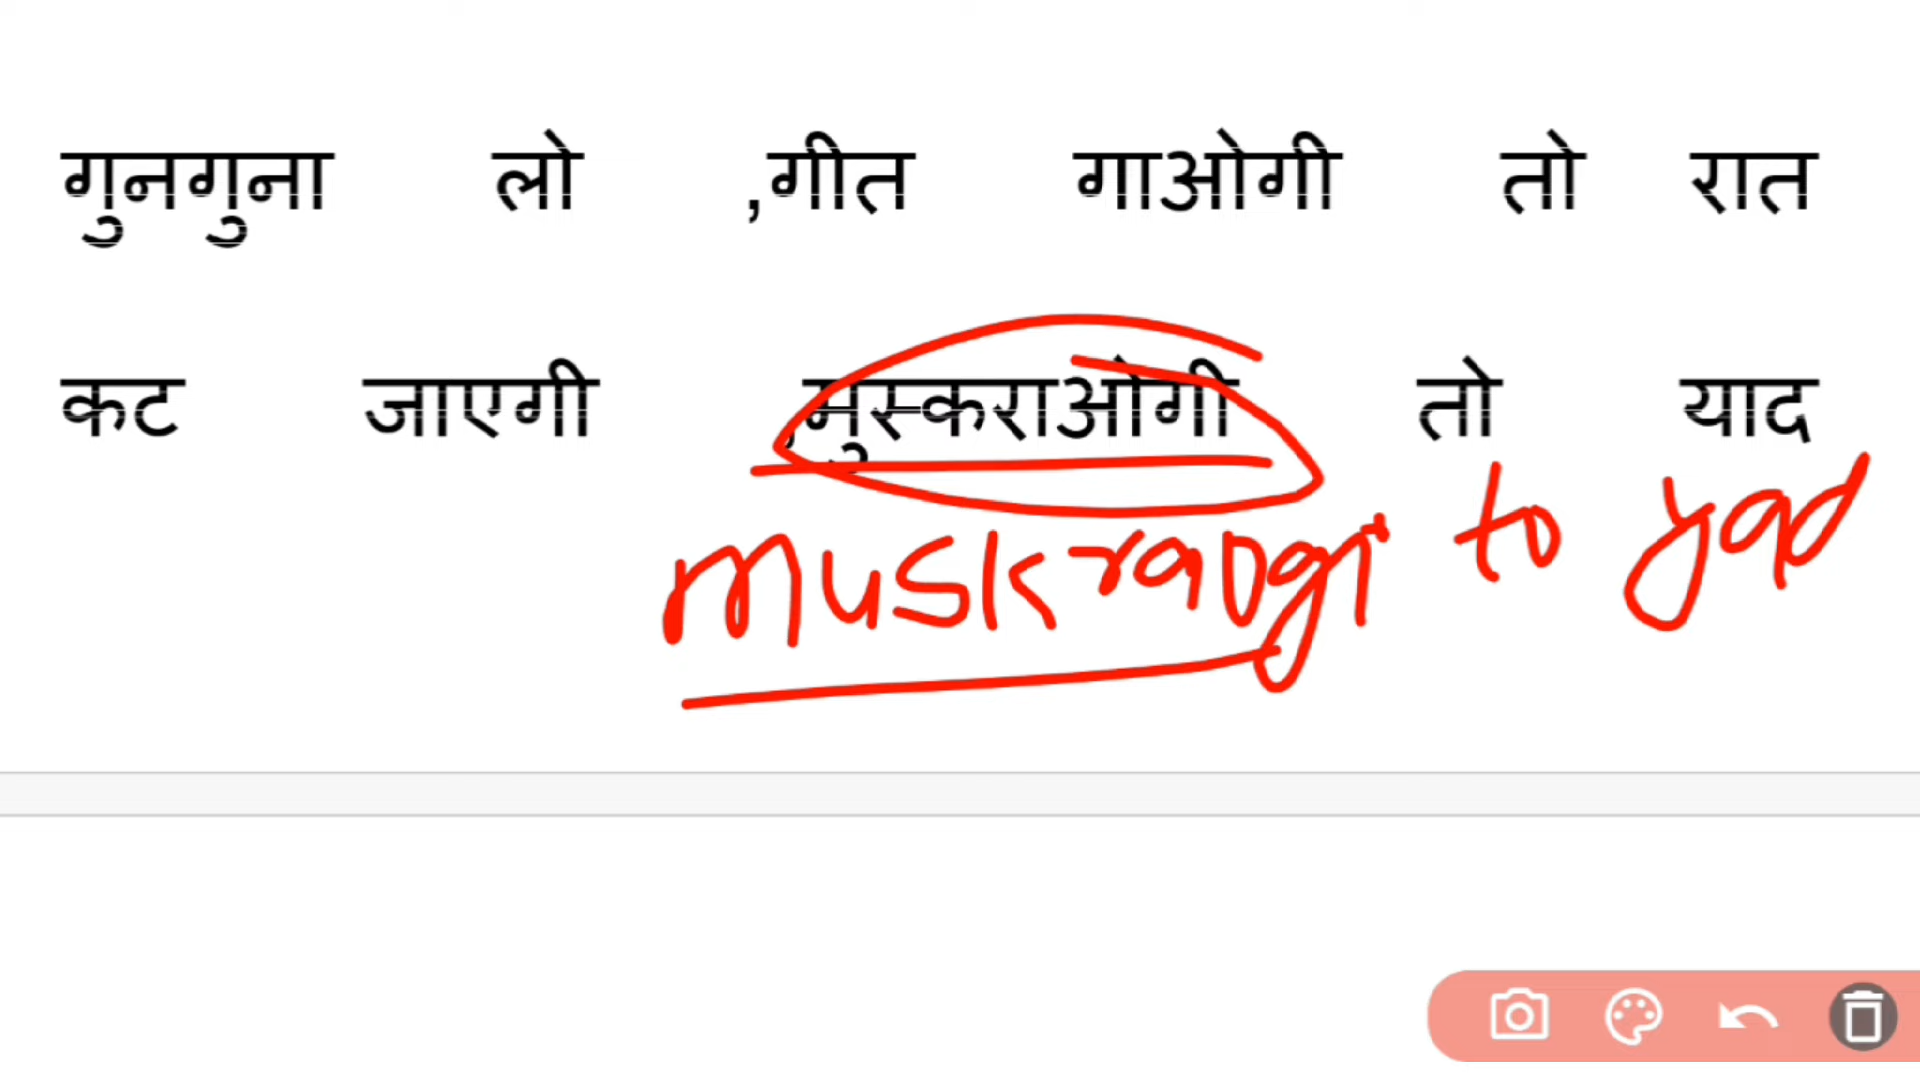 गुनगुना लो ,गीत गाओगी तो रात
कट जाएगी ,मुस्कराओगी तो याद
muskraogi to yad